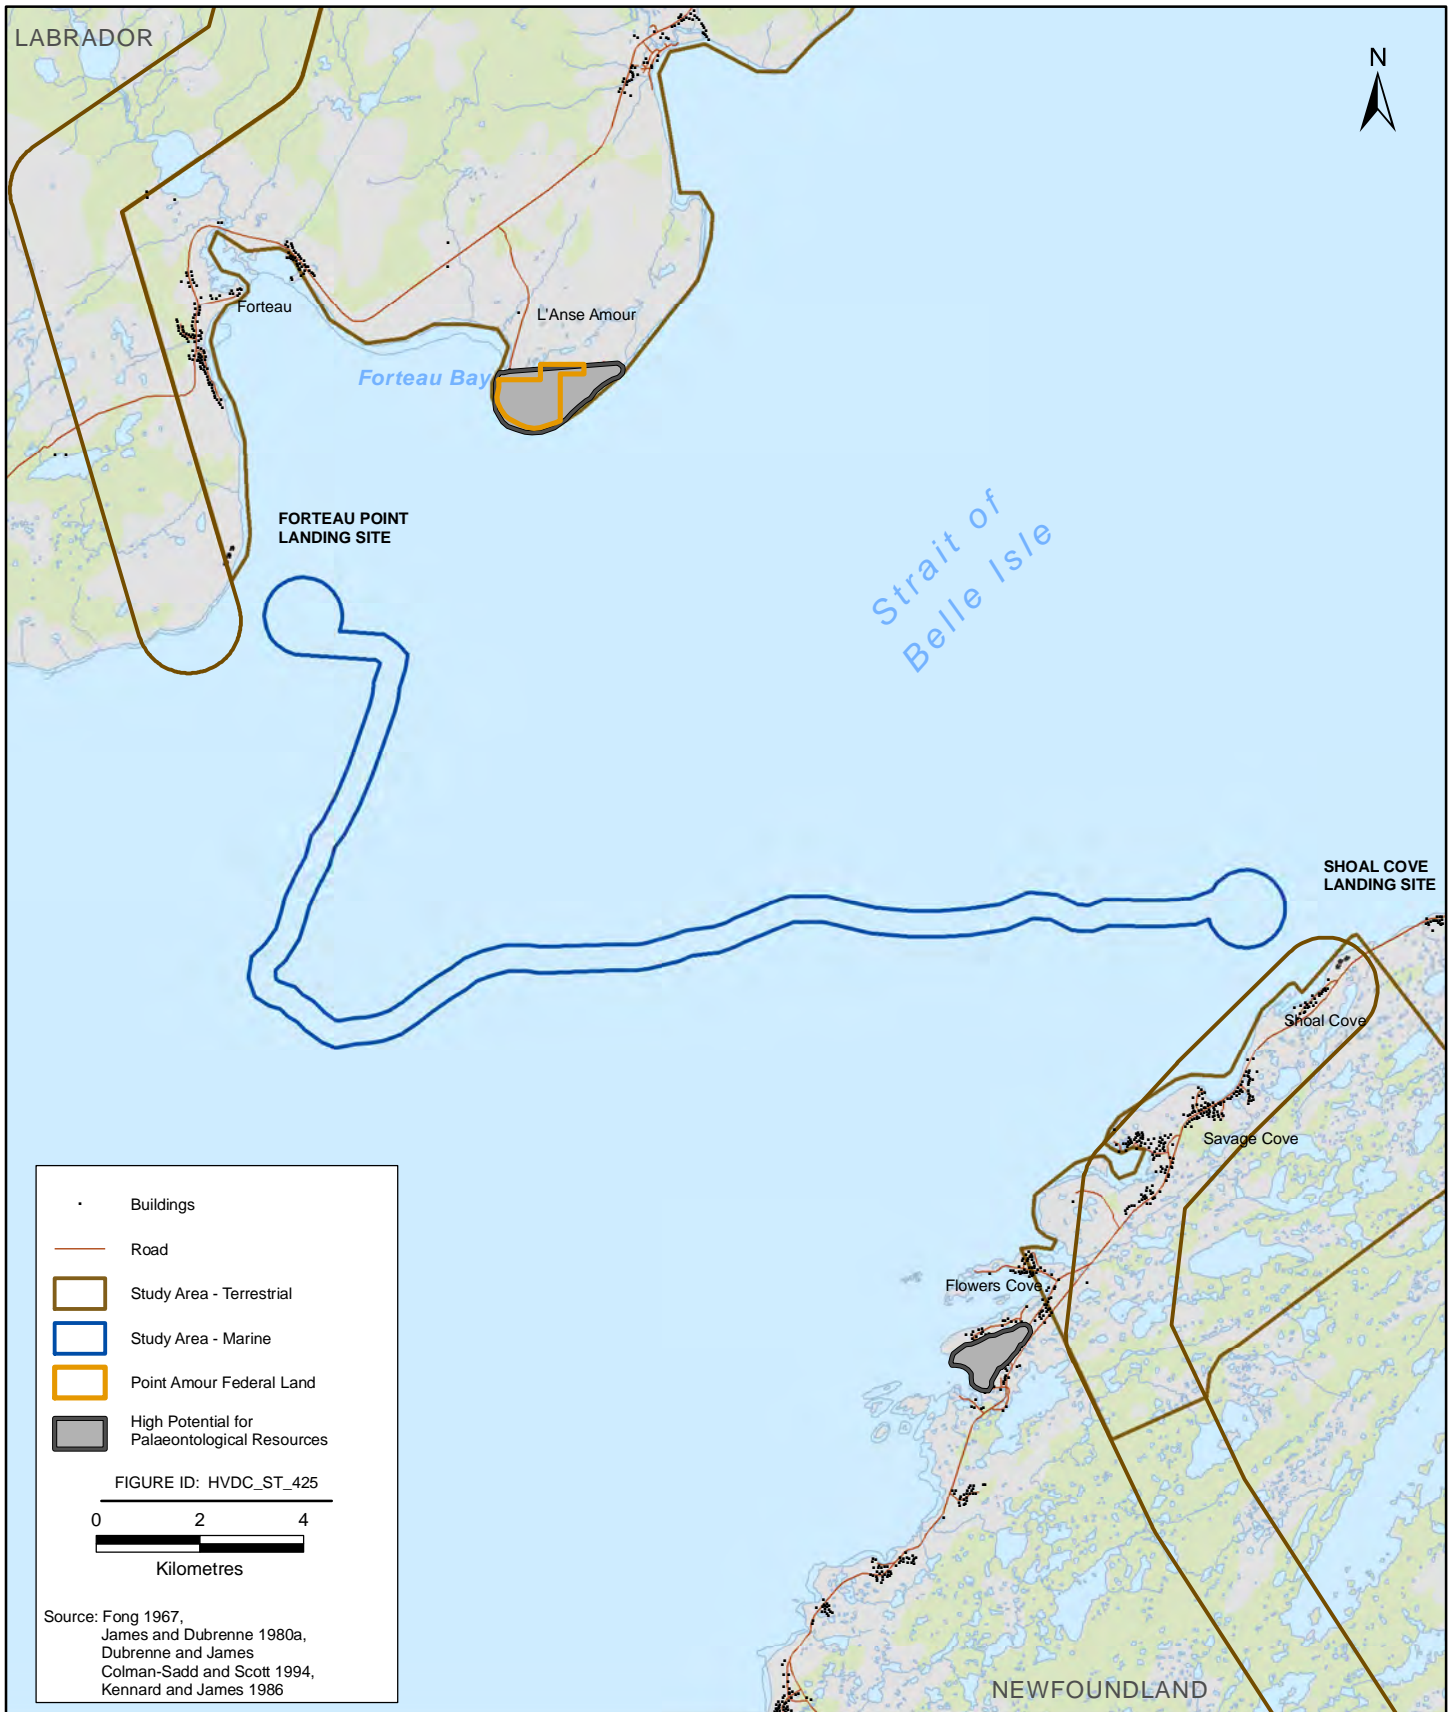 LABRADOR
N
Forteau
L'Anse Amour
Forteau Bay
FORTEAU POINT
LANDING SITE
Strait of
Belle Isle
SHOAL COVE
LANDING SITE
Shoal Cove
Savage Cove
Flowers Cove
Buildings
Road
Study Area - Terrestrial
Study Area - Marine
Point Amour Federal Land
High Potential for
Palaeontological Resources
FIGURE ID: HVDC_ST_425
0 2 4
Kilometres
Source: Fong 1967,
James and Dubrenne 1980a,
Dubrenne and James
Colman-Sadd and Scott 1994,
Kennard and James 1986
NEWFOUNDLAND